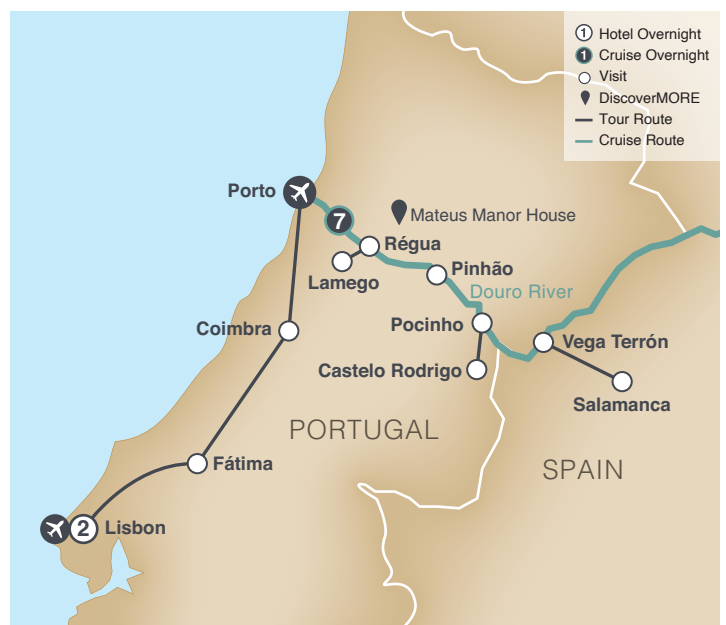 1 Hotel Overnight
1 Cruise Overnight
Visit
DiscoverMORE
Tour Route
Cruise Route
Porto
7
Mateus Manor House
Régua
Lamego
Pinhão
Douro River
Coimbra
Pocinho
Vega Terrón
Castelo Rodrigo
Salamanca
PORTUGAL
Fátima
SPAIN
2 Lisbon